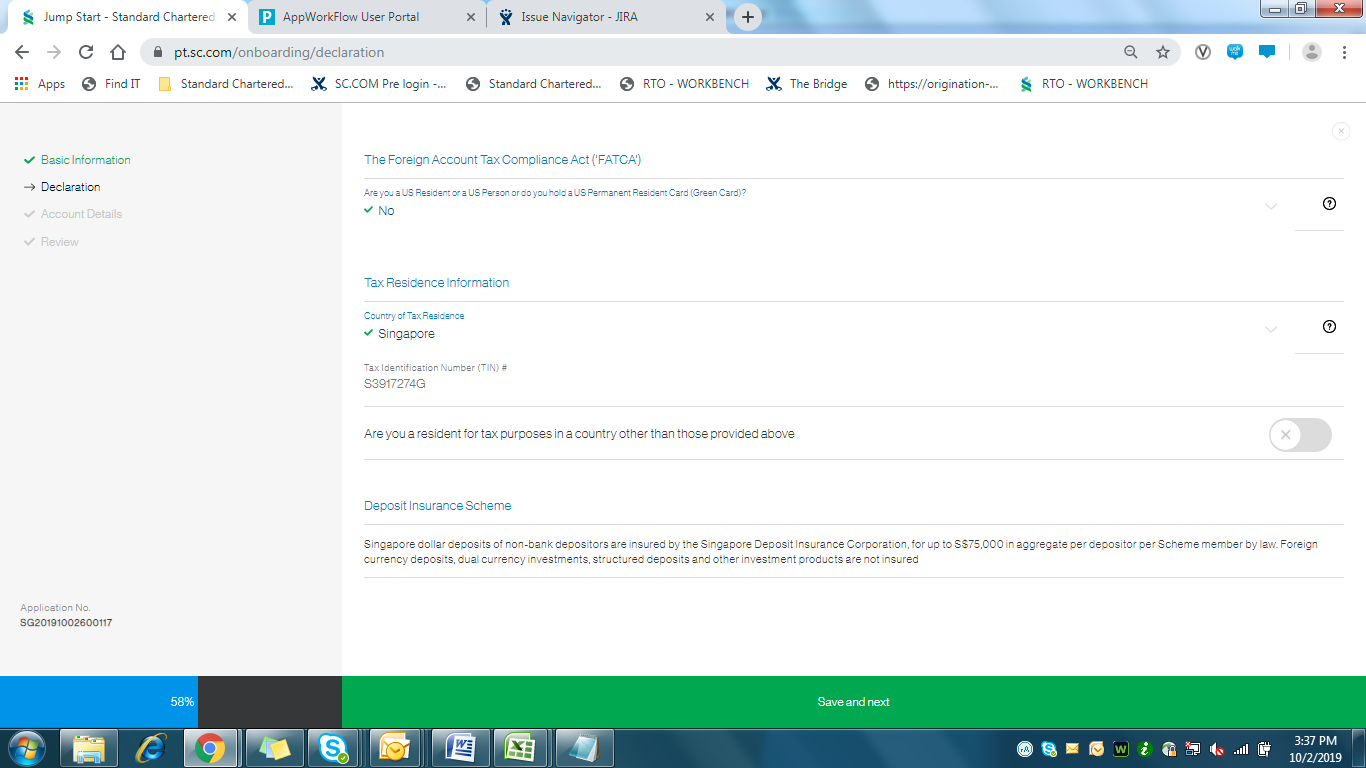 Jump Start - Standard Chartered
AppWorkFlow User Portal
Issue Navigator - JIRA
pt.sc.com/onboarding/declaration
Apps
Find IT
Standard Chartered...
SC.COM Pre login -...
Standard Chartered...
RTO - WORKBENCH
The Bridge
https://origination-...
RTO - WORKBENCH
Basic Information
Declaration
Account Details
Review
Application No.
SG20191002600117
58%
The Foreign Account Tax Compliance Act ('FATCA')
Are you a US Resident or a US Person or do you hold a US Permanent Resident Card (Green Card)?
No
Tax Residence Information
Country of Tax Residence
Singapore
Tax Identification Number (TIN) #
S3917274G
Are you a resident for tax purposes in a country other than those provided above
Deposit Insurance Scheme
Singapore dollar deposits of non-bank depositors are insured by the Singapore Deposit Insurance Corporation, for up to S$75,000 in aggregate per depositor per Scheme member by law. Foreign
currency deposits, dual currency investments, structured deposits and other investment products are not insured
Save and next
3:37 PM
10/2/2019